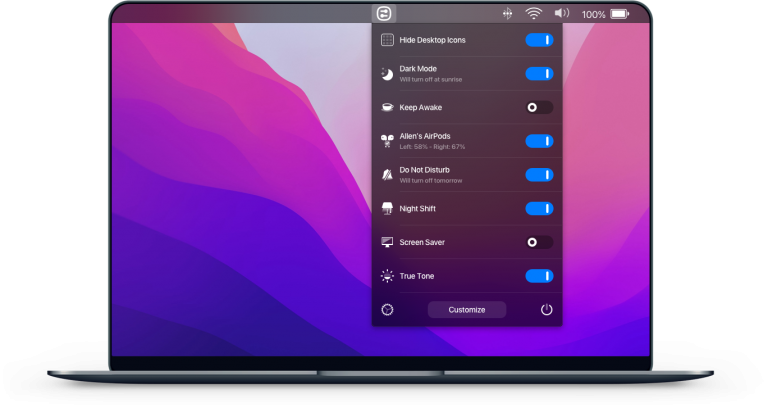 100%
Hide Desktop Icons
Dark Mode
Will turn off at sunrise
Keep Awake
Allen's AirPods
Left: 58% - Right: 67%
Do Not Disturb
Will turn off tomorrow
Night Shift
Screen Saver
True Tone
Customize